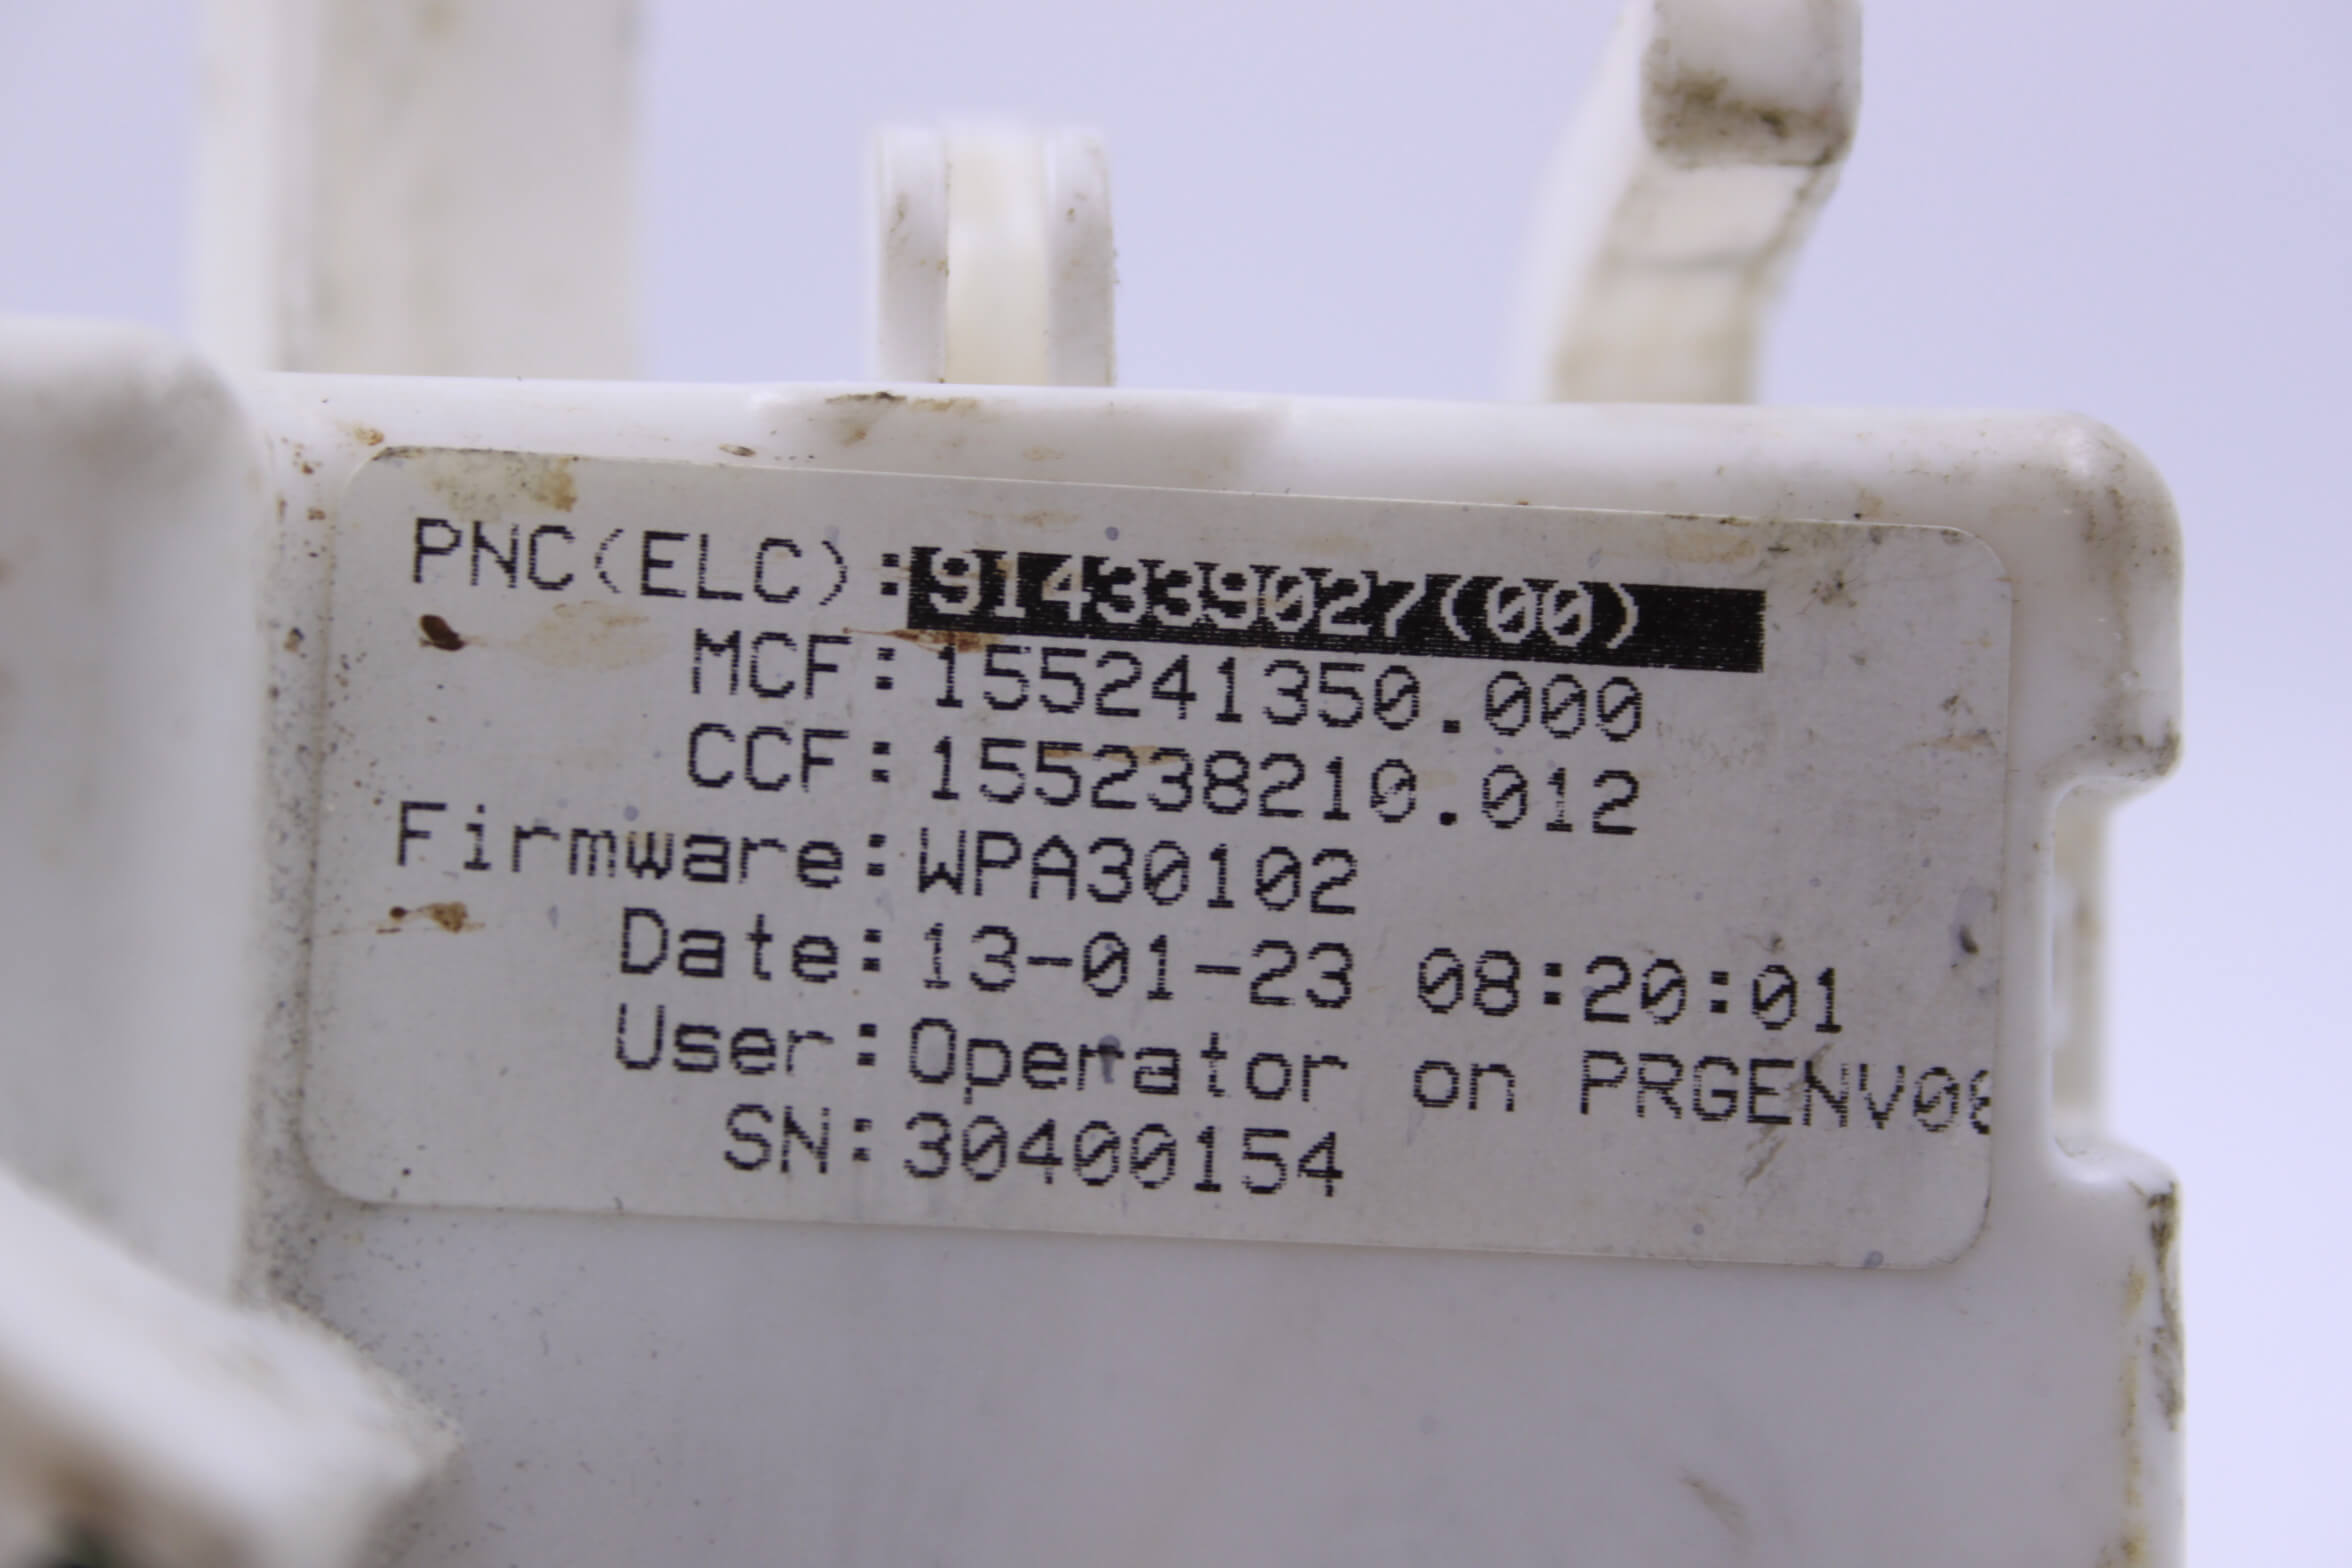 PNC(ELC):914339027(00)
MCF:155241350.000
CCF:155238210.012
Firmware:WPA30102
Date:13-01-23 08:20:01
User:Operator on PRGENV06
SN:30400154